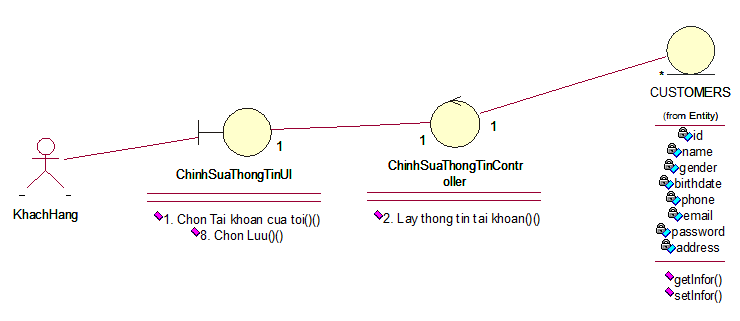 KhachHang
1
ChinhSuaThongTinUI
1. Chon Tai khoan cua toi()()
8. Chon Luu()()
1
1
ChinhSuaThongTinContr
oller
2. Lay thong tin tai khoan()()
*
CUSTOMERS
(from Entity)
id
name
gender
birthdate
phone
email
password
address
getInfor()
setInfor()